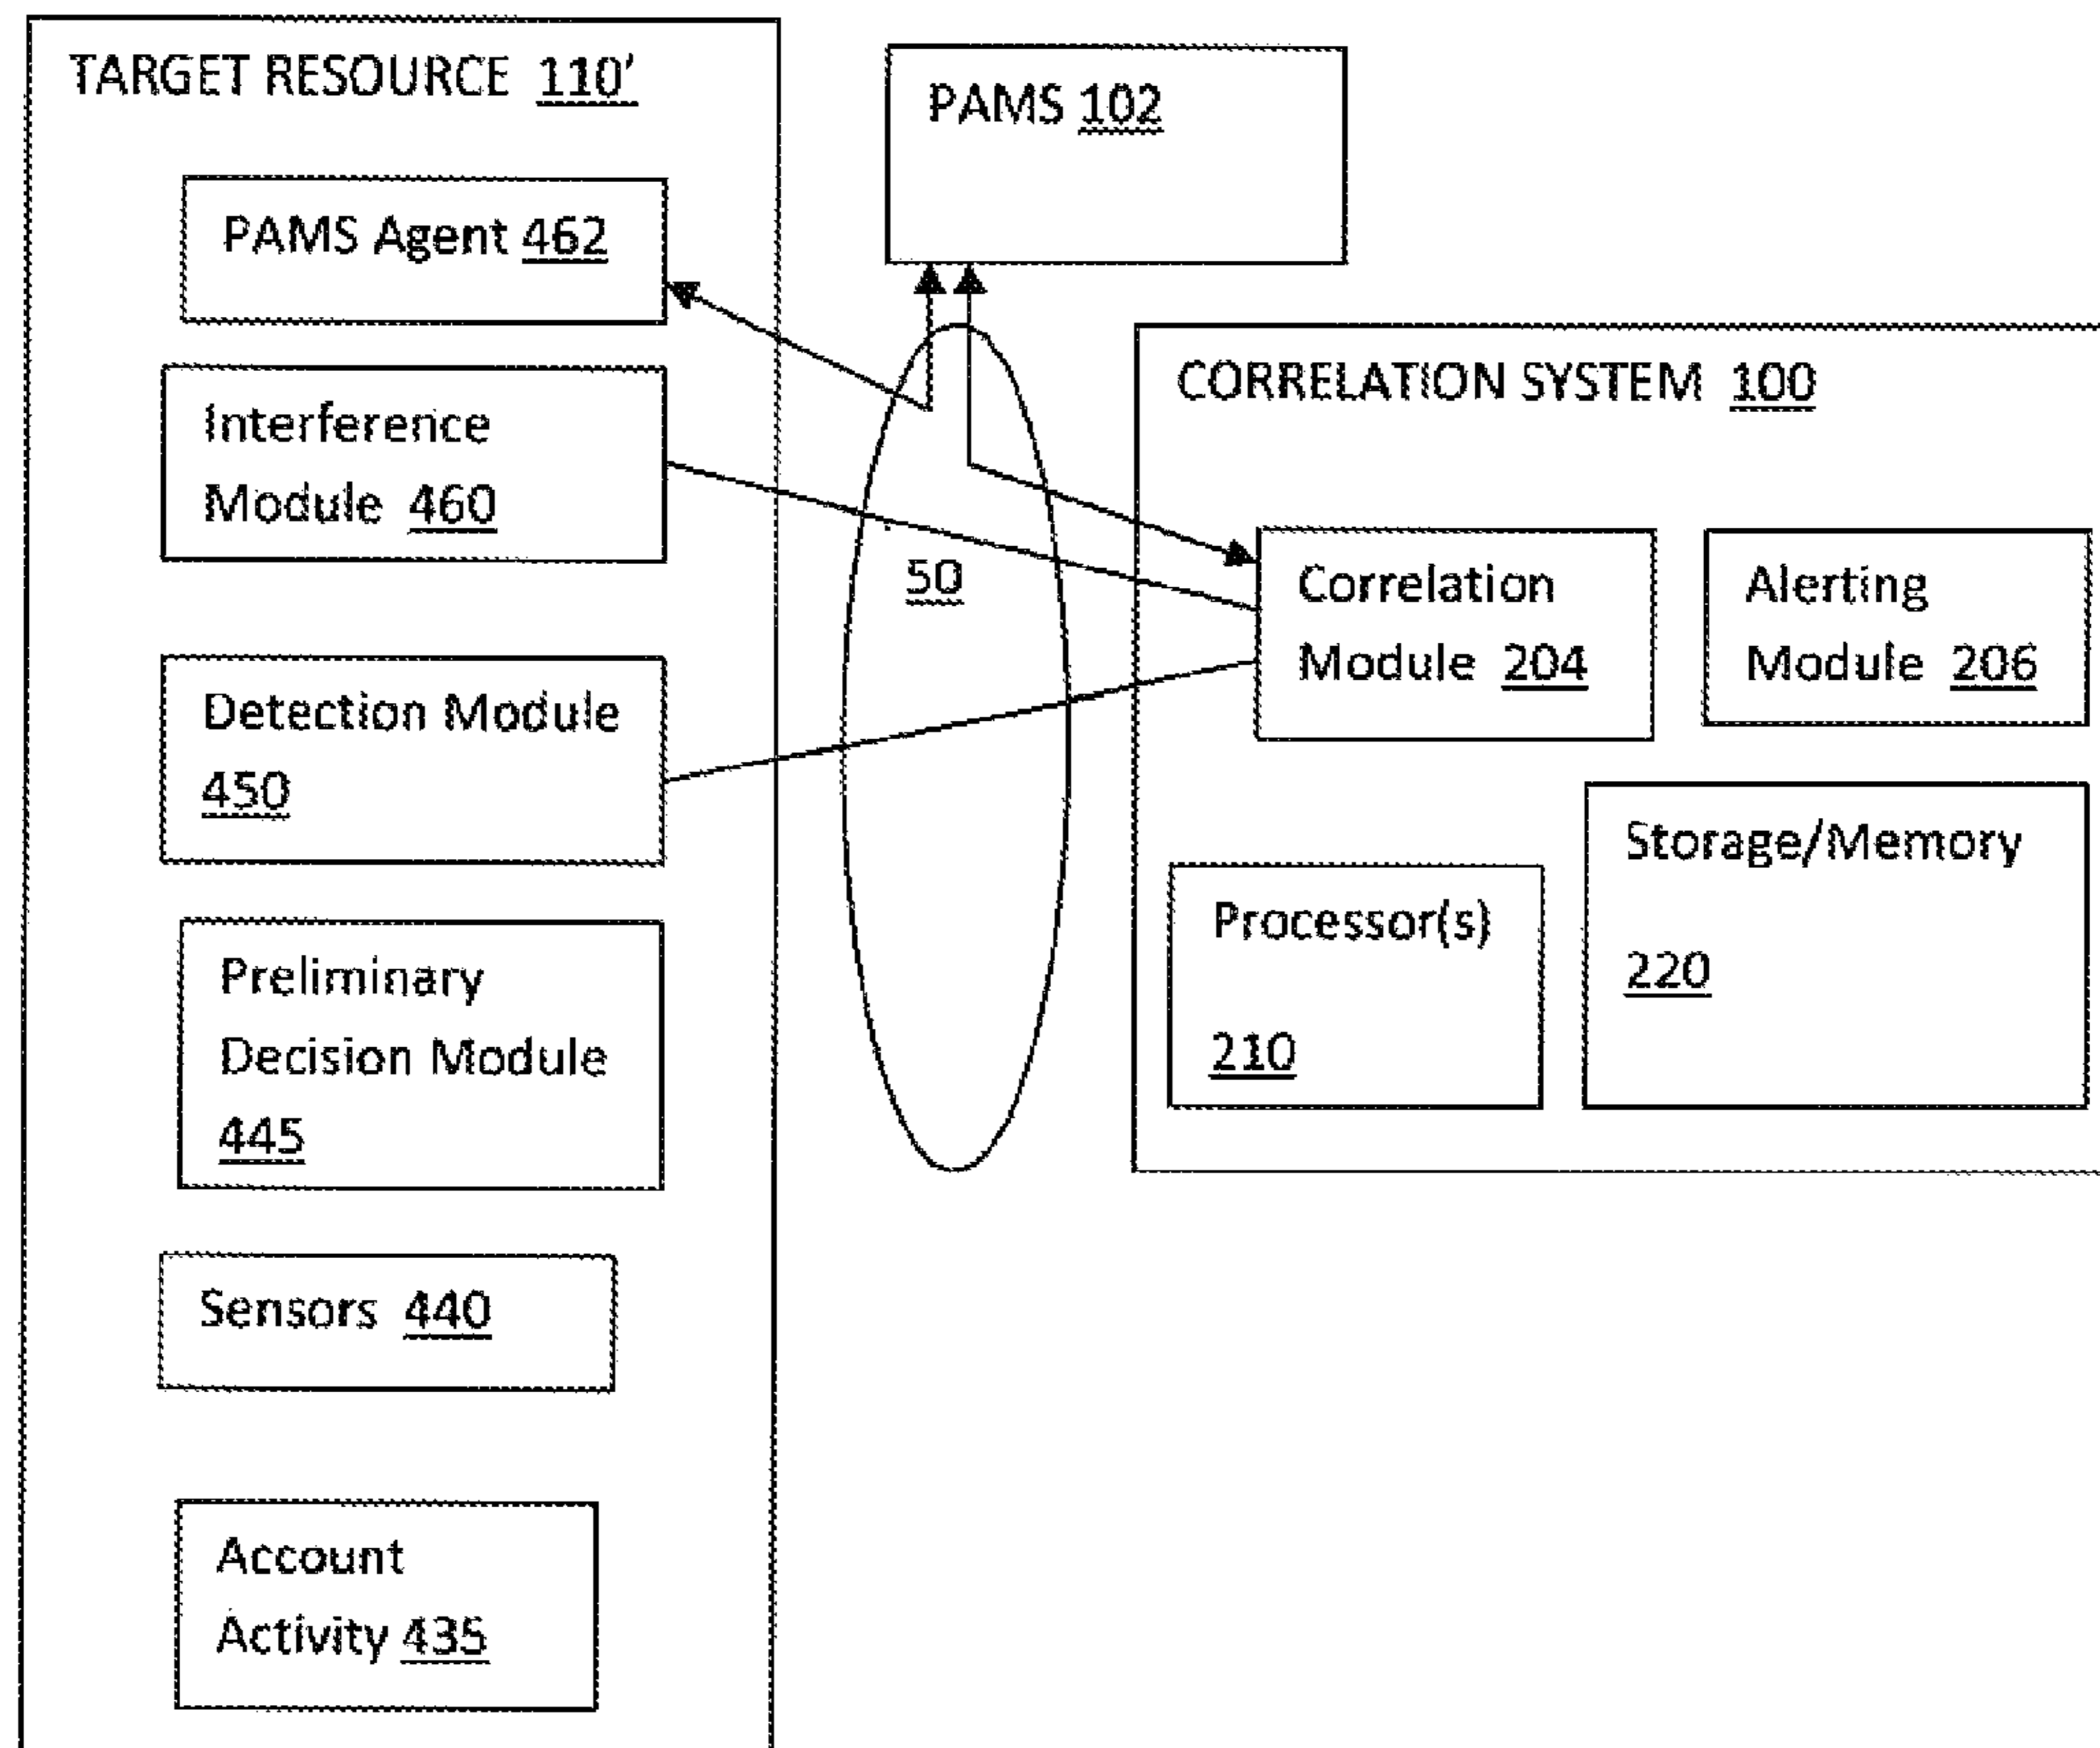 TARGET RESOURCE 110'
PAMS Agent 462
Interference
Module 460
Detection Module
450
Preliminary
Decision Module
445
Sensors 440
Account
Activity 435
PAMS 102
50
CORRELATION SYSTEM 100
Correlation
Module 204
Alerting
Module 206
Processor(s)
210
Storage/Memory
220